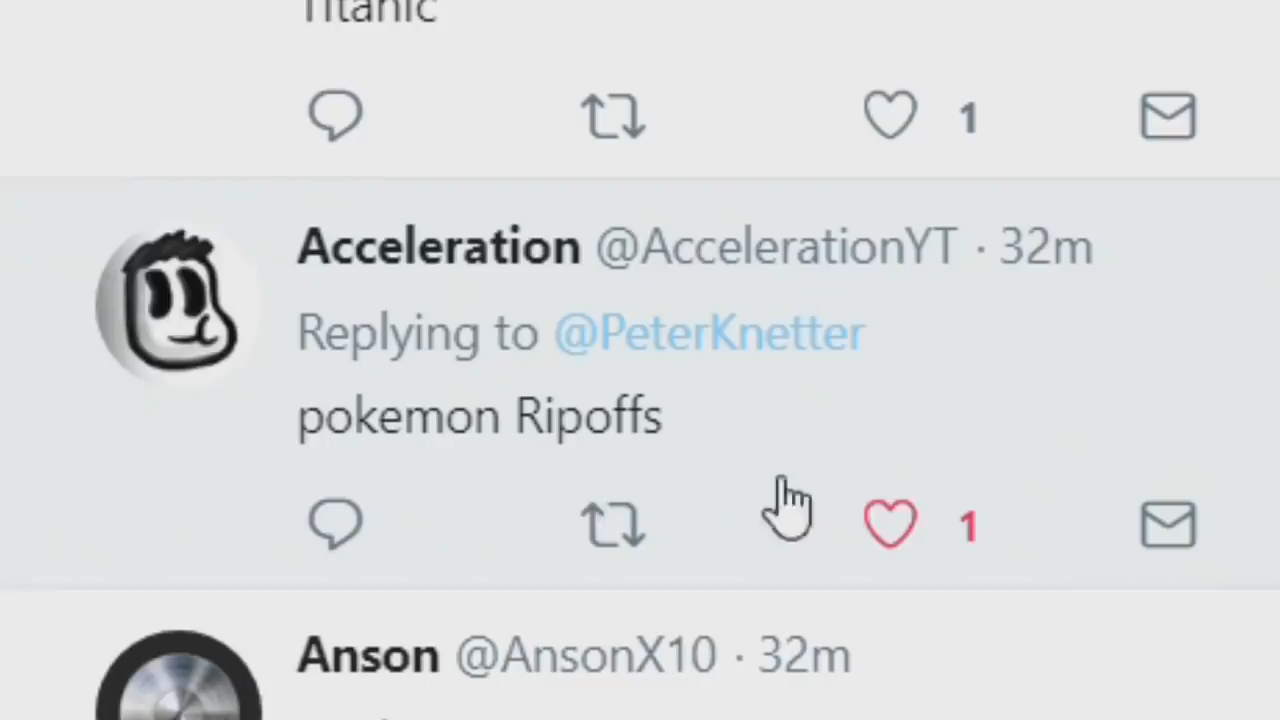 Titanic
1
Acceleration @AccelerationYT · 32m
Replying to @PeterKnetter
pokemon Ripoffs
1
Anson @AnsonX10 · 32m